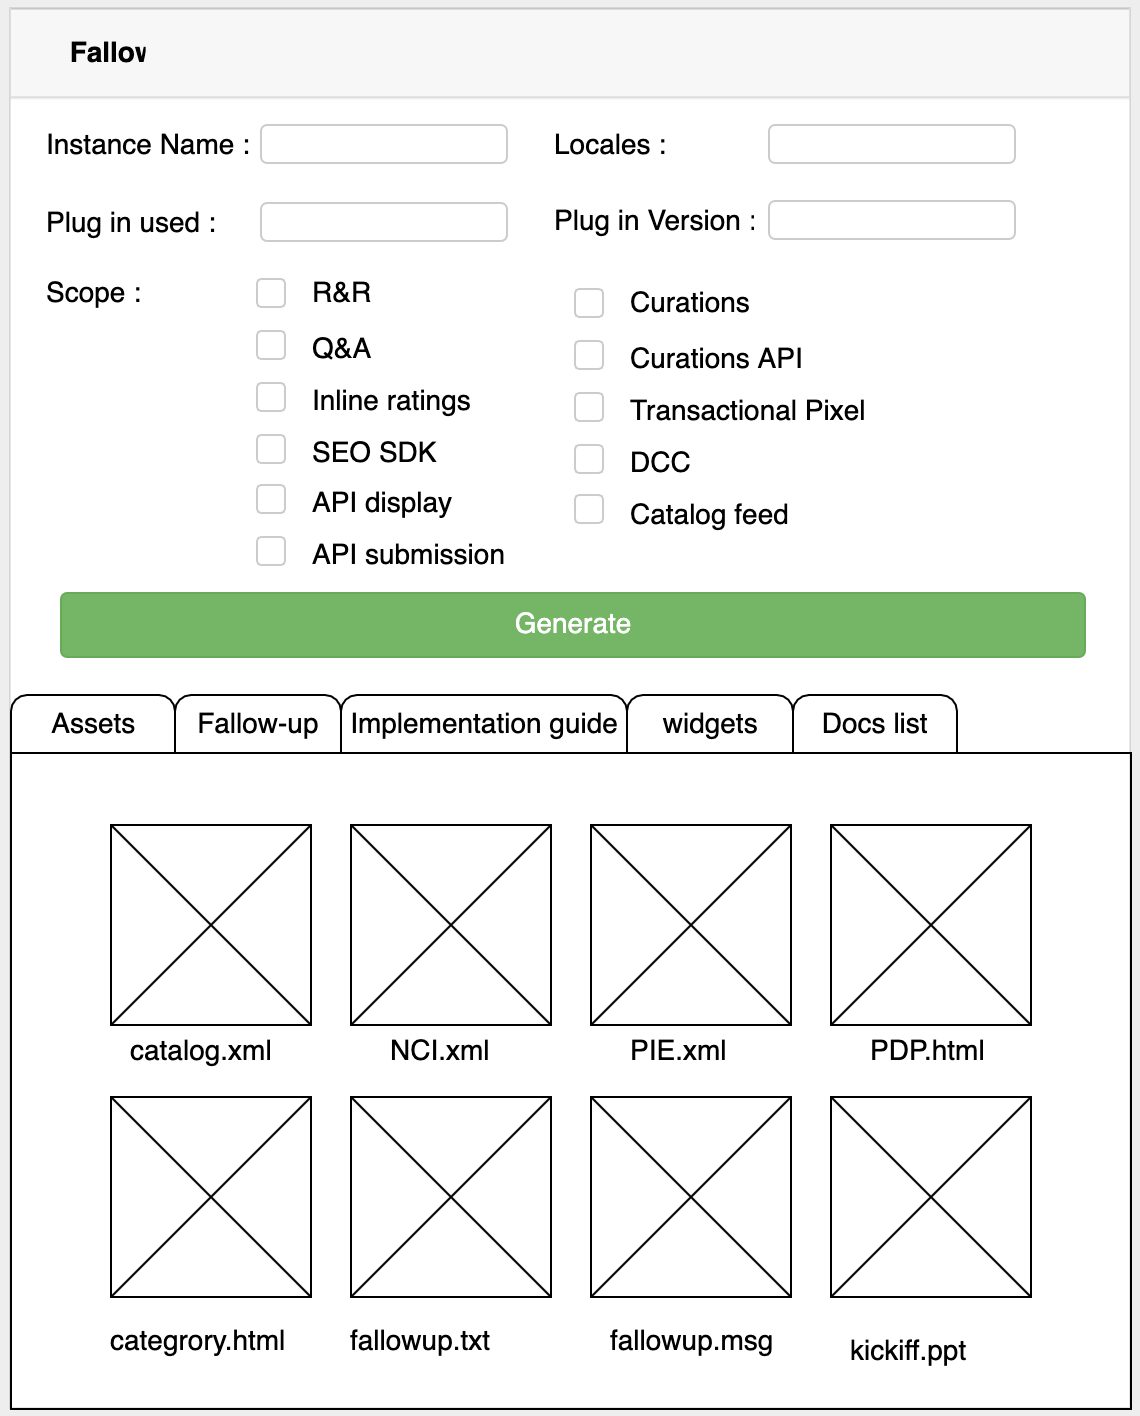 Fallov
Instance Name :
Locales :
Plug in used :
Plug in Version :
Scope :
R&R
Curations
Q&A
Curations API
Inline ratings
Transactional Pixel
SEO SDK
DCC
API display
Catalog feed
API submission
Generate
Assets
Fallow-up
Implementation guide
widgets
Docs list
catalog.xml
NCI.xml
PIE.xml
PDP.html
categrory.html
fallowup.txt
fallowup.msg
kickiff.ppt